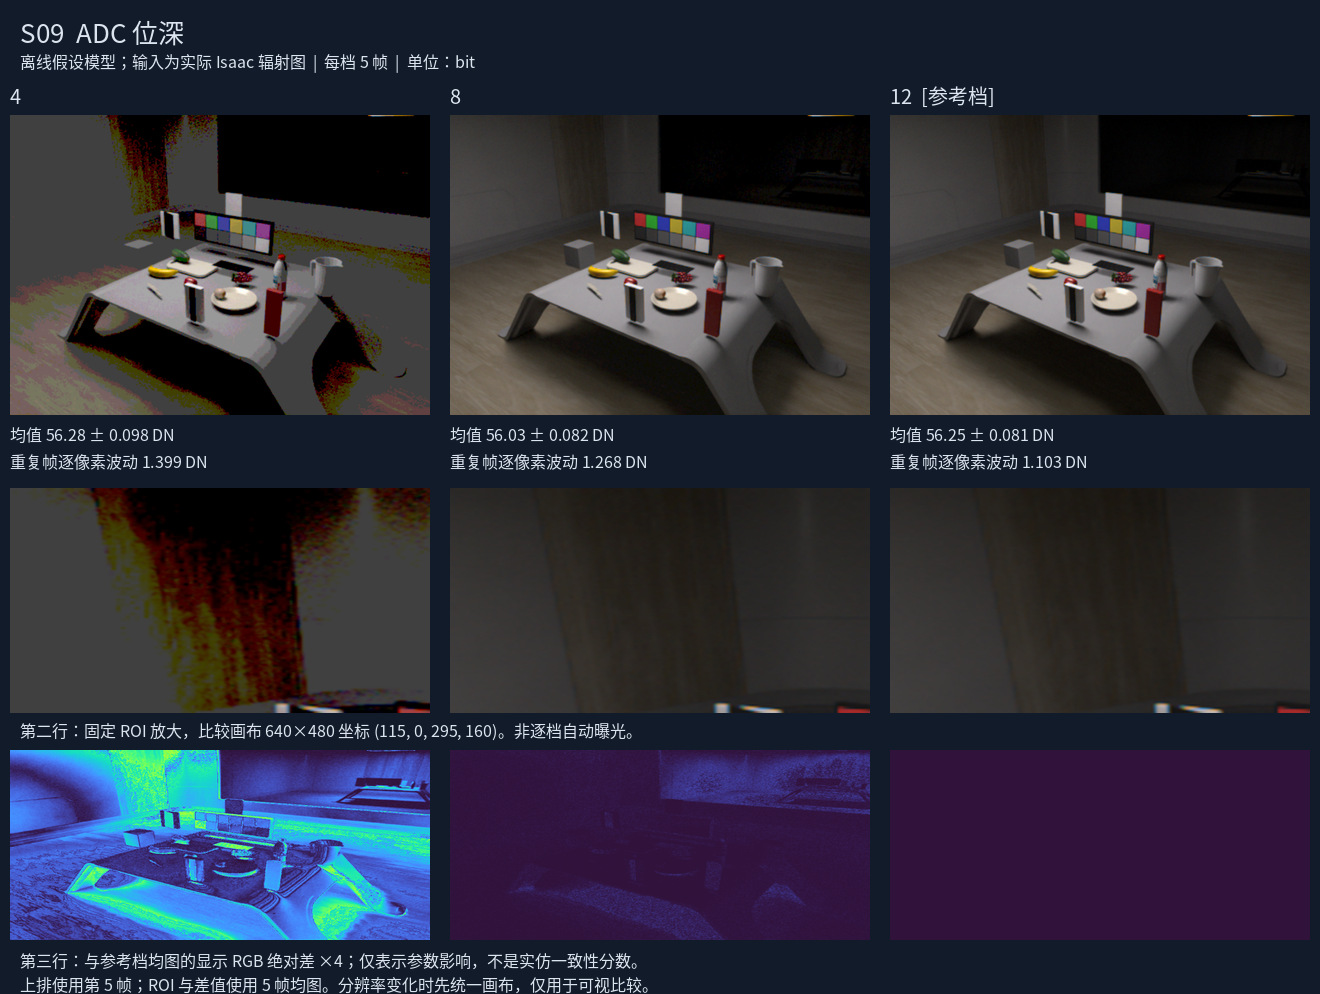 S09 ADC 位深
离线假设模型；输入为实际 Isaac 辐射图 | 每档 5 帧 | 单位：bit
4
8
12 [参考档]
均值 56.28 ± 0.098 DN
均值 56.03 ± 0.082 DN
均值 56.25 ± 0.081 DN
重复帧逐像素波动 1.399 DN
重复帧逐像素波动 1.268 DN
重复帧逐像素波动 1.103 DN
第二行：固定 ROI 放大，比较画布 640×480 坐标 (115, 0, 295, 160)。非逐档自动曝光。
第三行：与参考档均图的显示 RGB 绝对差 ×4；仅表示参数影响，不是实仿一致性分数。
上排使用第 5 帧；ROI 与差值使用 5 帧均图。分辨率变化时先统一画布，仅用于可视比较。